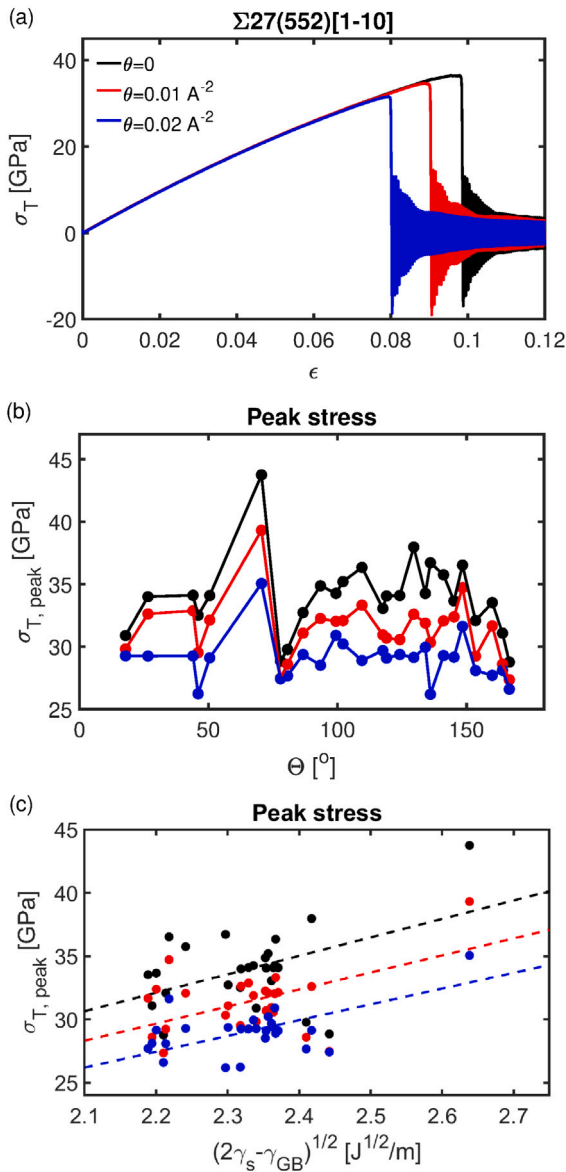 (a)
Σ27(552)[1-10]
θ=0
θ=0.01 A⁻²
θ=0.02 A⁻²
σ_T [GPa]
40
20
0
-20
0 0.02 0.04 0.06 0.08 0.1 0.12
ϵ
(b)
Peak stress
σ_T, peak [GPa]
45
40
35
30
25
0 50 100 150
Θ [°]
(c)
Peak stress
σ_T, peak [GPa]
45
40
35
30
25
2.1 2.2 2.3 2.4 2.5 2.6 2.7
(2γ_s-γ_GB)^1/2 [J^1/2/m]